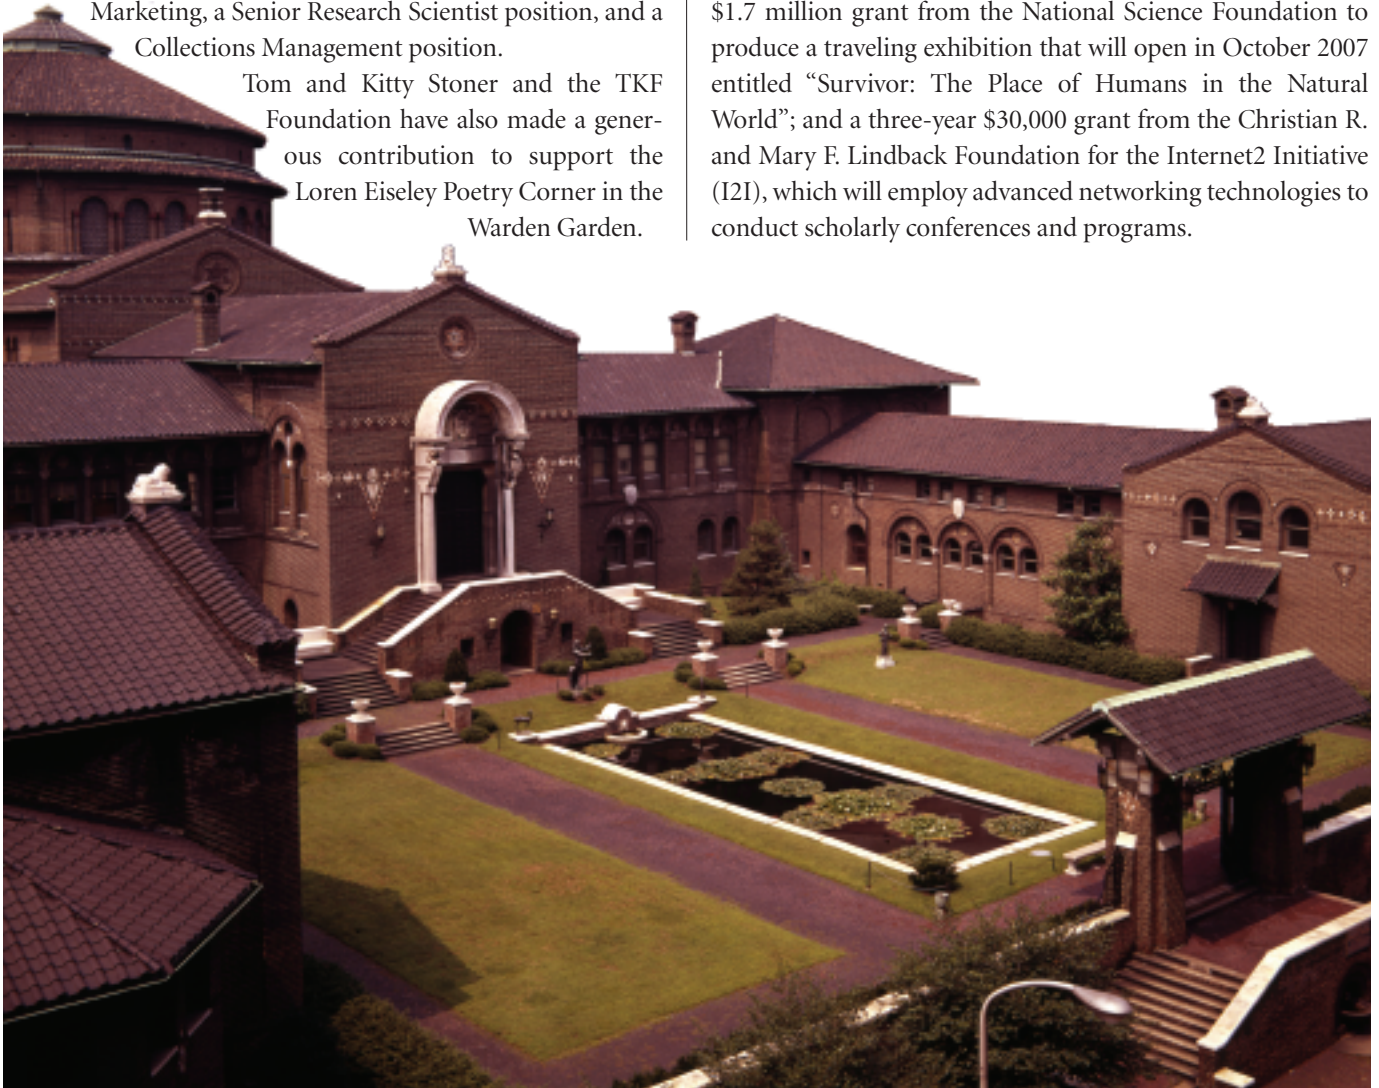 Marketing, a Senior Research Scientist position, and a
Collections Management position.
Tom and Kitty Stoner and the TKF
Foundation have also made a gener-
ous contribution to support the
Loren Eiseley Poetry Corner in the
Warden Garden.
$1.7 million grant from the National Science Foundation to
produce a traveling exhibition that will open in October 2007
entitled “Survivor: The Place of Humans in the Natural
World”; and a three-year $30,000 grant from the Christian R.
and Mary F. Lindback Foundation for the Internet2 Initiative
(I2I), which will employ advanced networking technologies to
conduct scholarly conferences and programs.